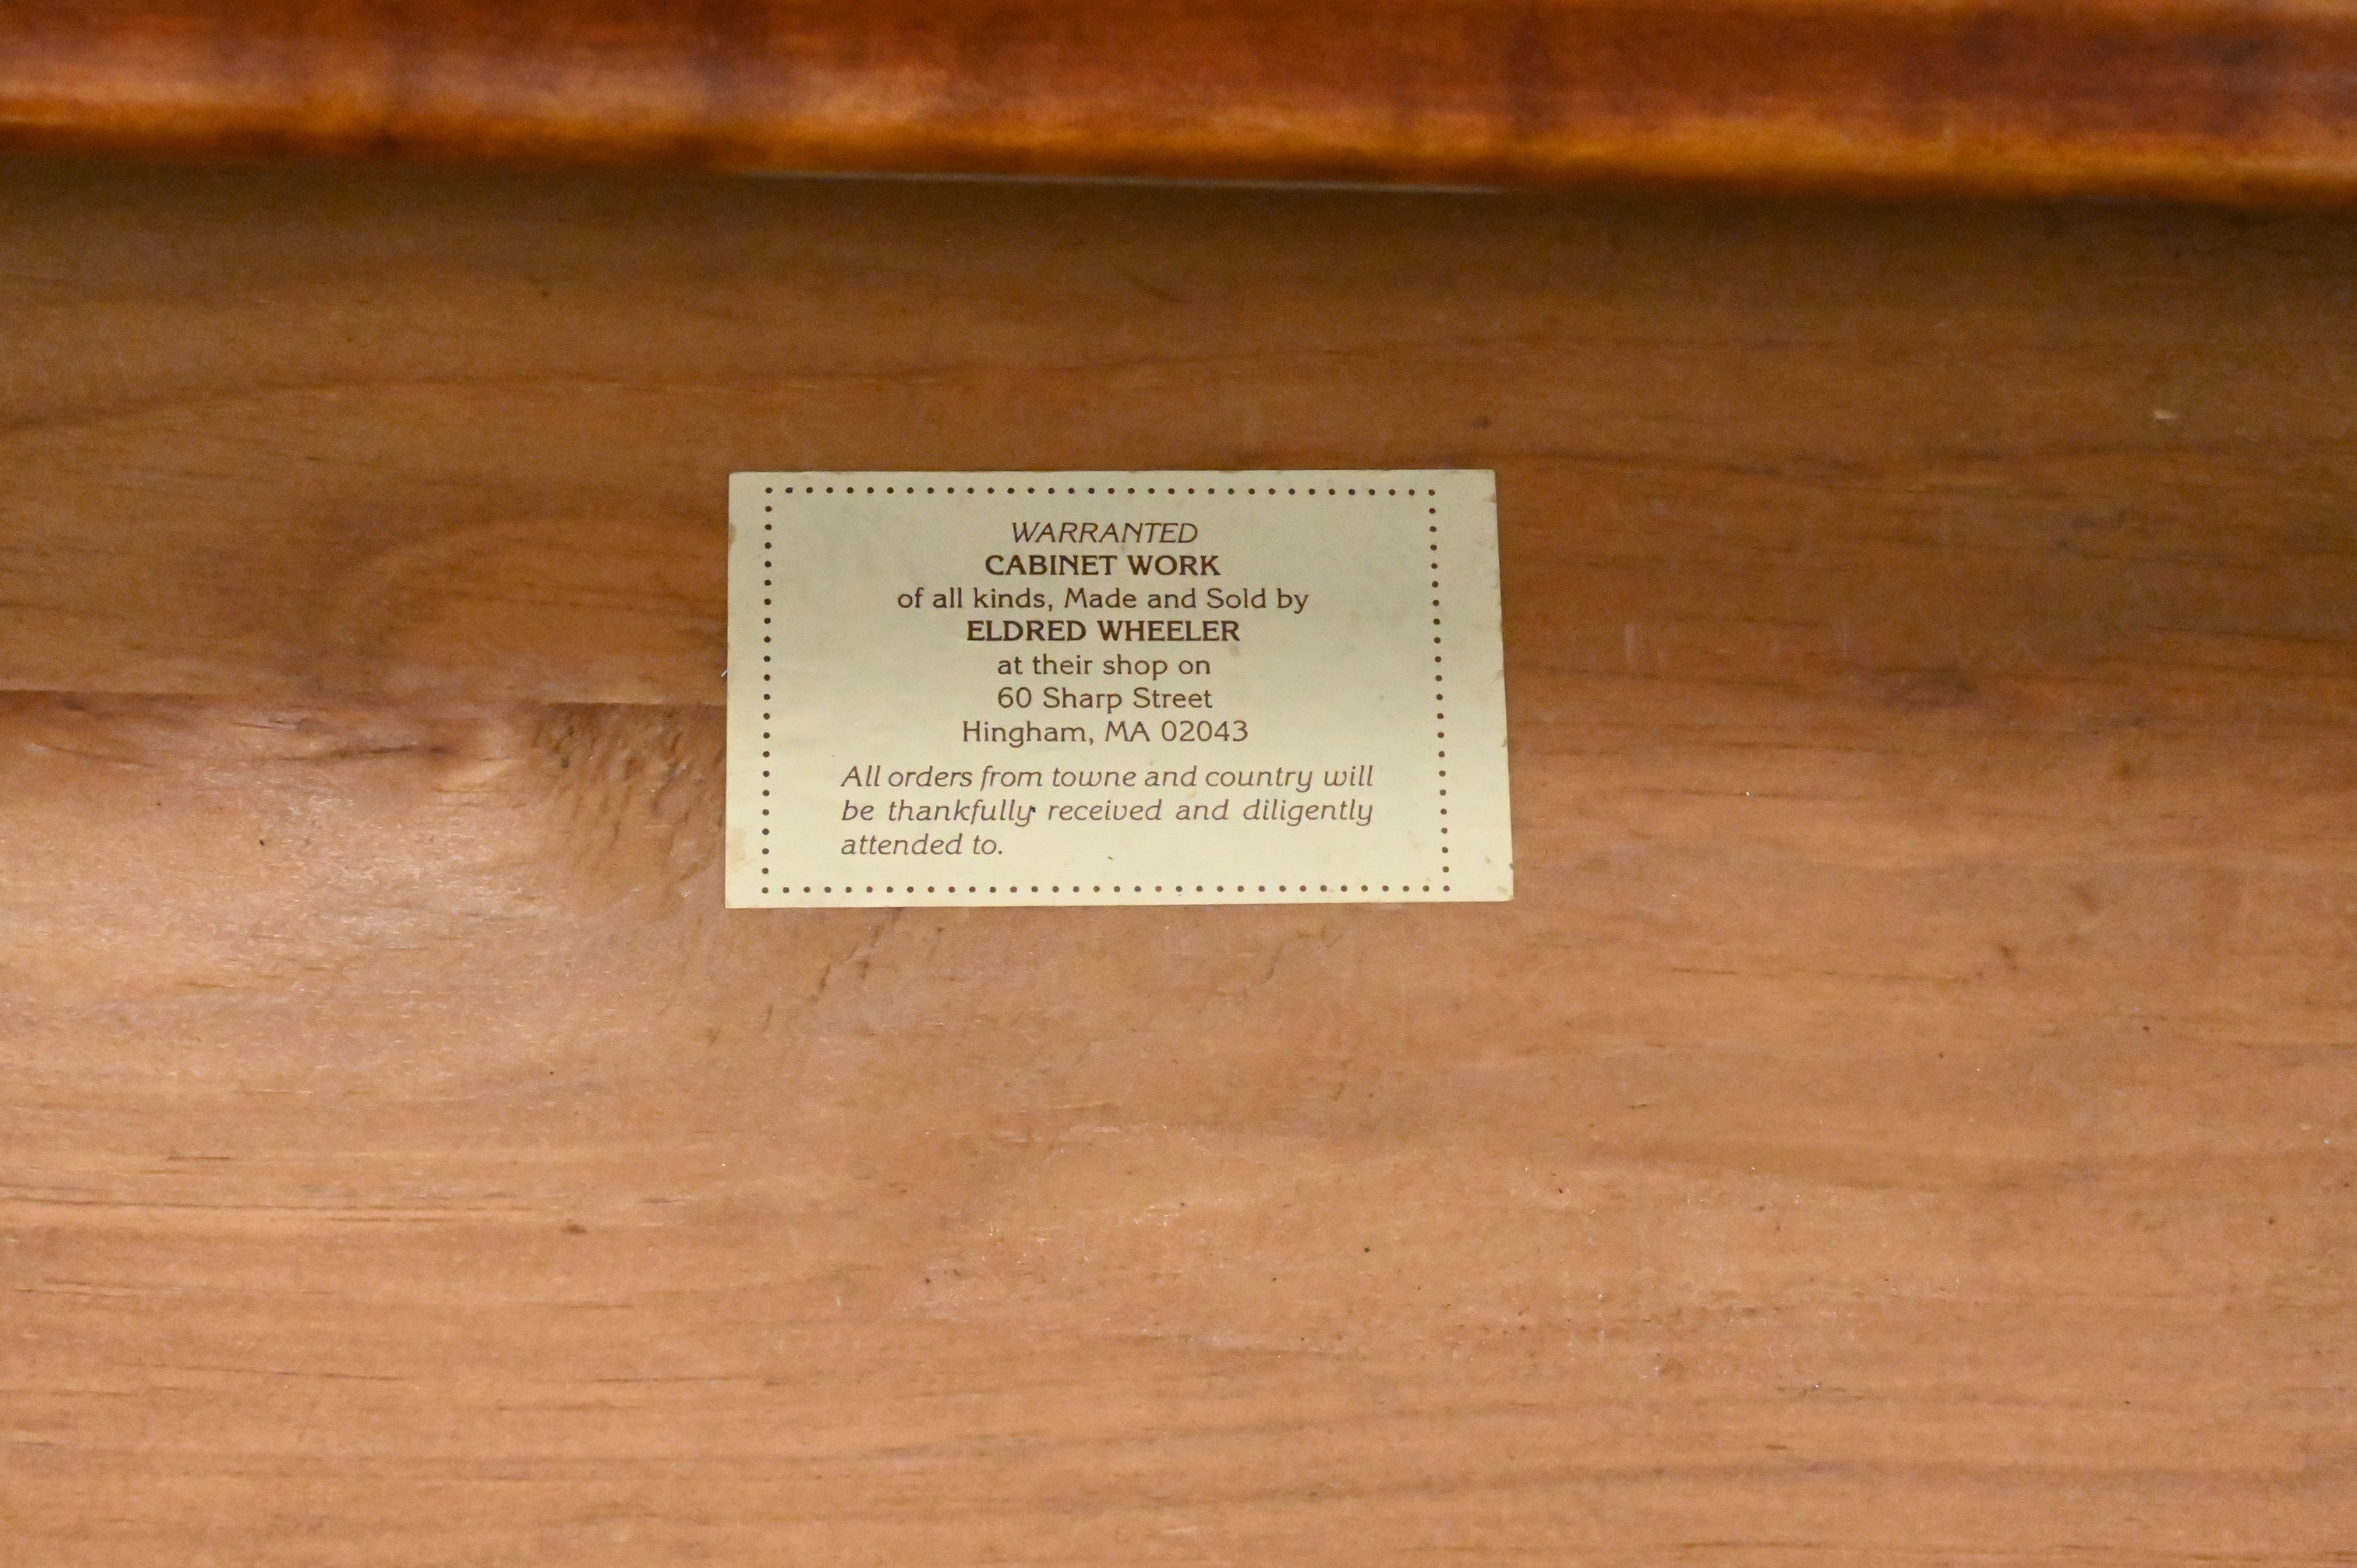 WARRANTED
CABINET WORK
of all kinds, Made and Sold by
ELDRED WHEELER
at their shop on
60 Sharp Street
Hingham, MA 02043
All orders from towne and country will
be thankfully received and diligently
attended to.